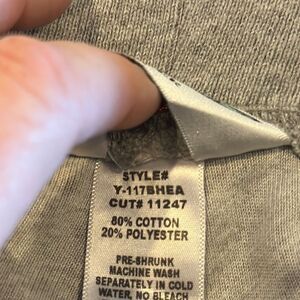 STYLE#
Y-117BHEA
CUT# 11247
80% COTTON
20% POLYESTER
PRE-SHRUNK
MACHINE WASH
SEPARATELY IN COLD
WATER, NO BLEACH